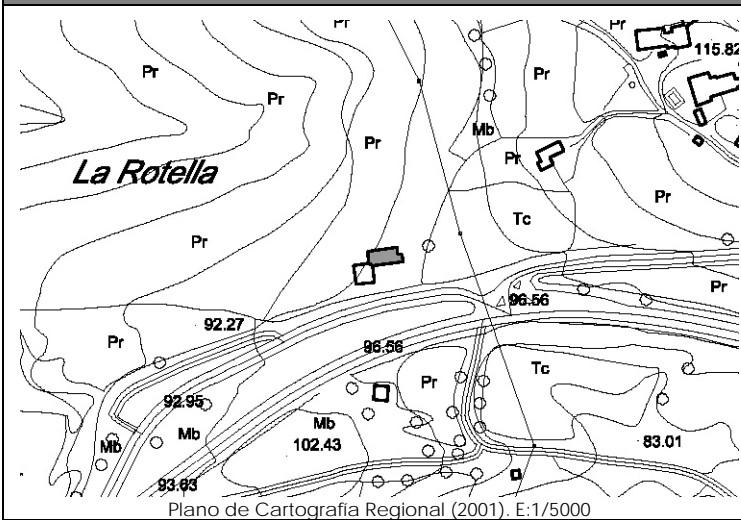 Pr
Pr
115.82
Pr
Pr
Pr
Mb
Pr
Pr
La Rotella
Pr
Tc
Pr
Pr
96.56
92.27
Pr
96.56
Pr
Tc
92.95
Mb
Mb
Mb
102.43
83.01
93.63
Plano de Cartografía Regional (2001). E:1/5000